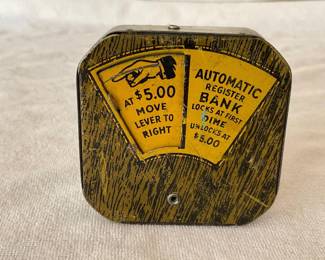 AT $5.00
MOVE
LEVER TO
RIGHT
AUTOMATIC
REGISTER
BANK
LOCKS AT FIRST
DIME
UNLOCKS AT
$5.00